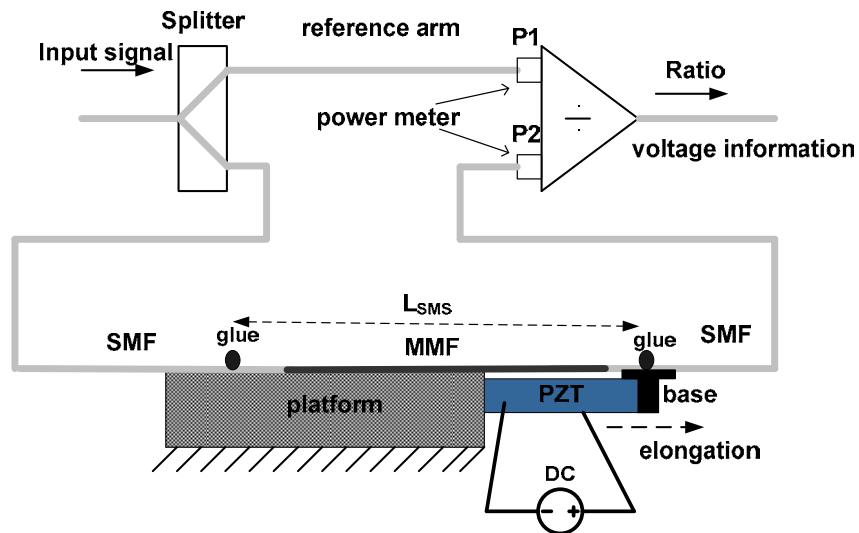 Splitter
Input signal
reference arm
P1
Ratio
power meter
÷
P2
voltage information
LSMS
SMF
glue
MMF
glue
SMF
platform
PZT
base
elongation
DC
- +